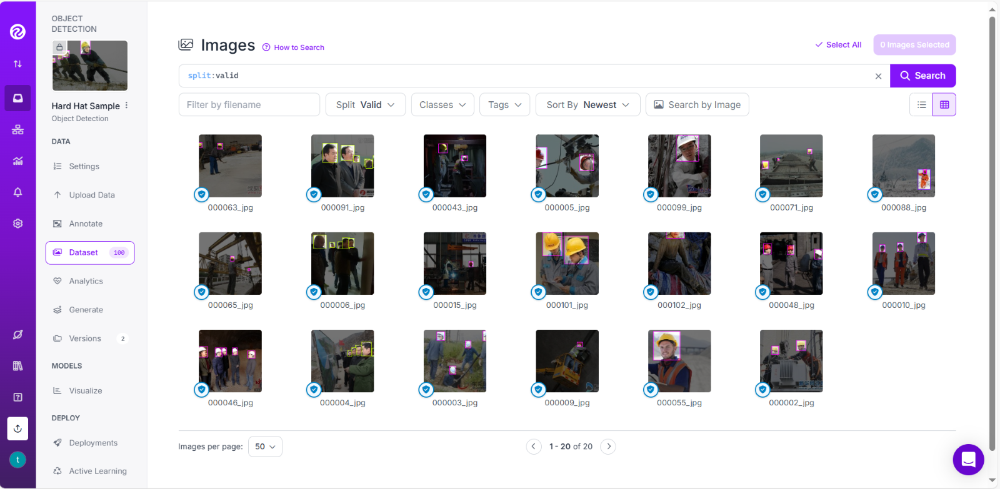 OBJECT
DETECTION
Hard Hat Sample
Object Detection
DATA
Settings
Upload Data
Annotate
Dataset 100
Analytics
Generate
Versions 2
MODELS
Visualize
DEPLOY
Deployments
Active Learning
t
Images
How to Search
Select All
0 Images Selected
split:valid
Search
Filter by filename
Split Valid
Classes
Tags
Sort By Newest
Search by Image
000063_jpg
000091_jpg
000043_jpg
000005_jpg
000099_jpg
000071_jpg
000088_jpg
000065_jpg
000006_jpg
000015_jpg
000101_jpg
000102_jpg
000048_jpg
000010_jpg
000046_jpg
000004_jpg
000003_jpg
000009_jpg
000055_jpg
000002_jpg
Images per page: 50
1 - 20 of 20